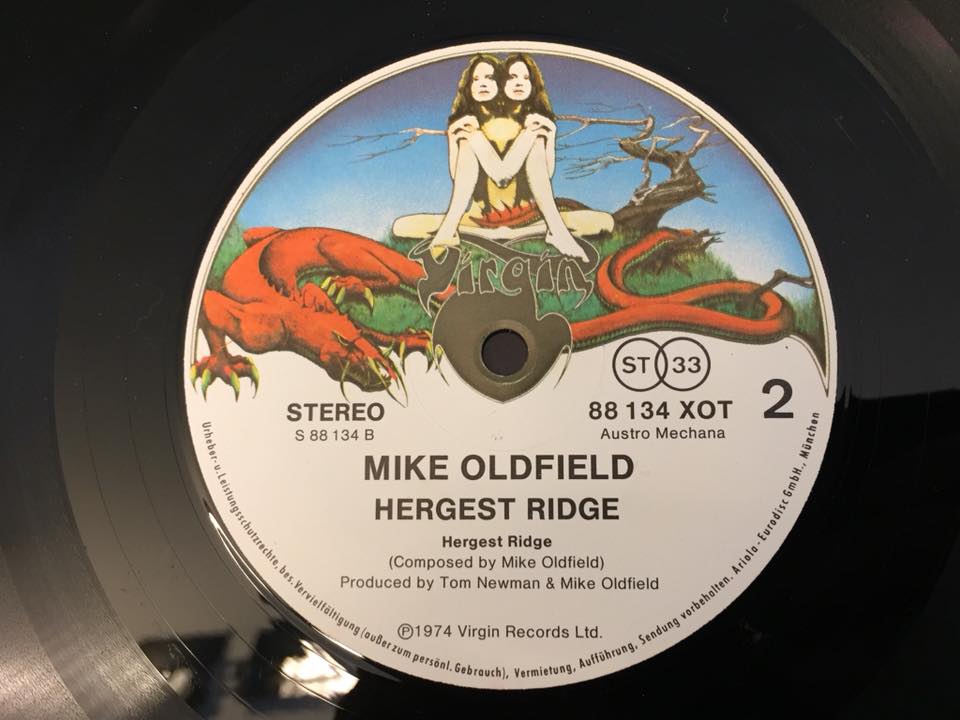 Virgin
ST 33
STEREO
88 134 XOT 2
S 88 134 B
Austro Mechana
MIKE OLDFIELD
HERGEST RIDGE
Hergest Ridge
(Composed by Mike Oldfield)
Produced by Tom Newman & Mike Oldfield
℗1974 Virgin Records Ltd.
Urheber-u. Leistungsschutzrechte, bes. Vervielfältigung (außer zum persönl. Gebrauch), Vermietung, Aufführung, Sendung vorbehalten. Ariola-Eurodisc GmbH., München